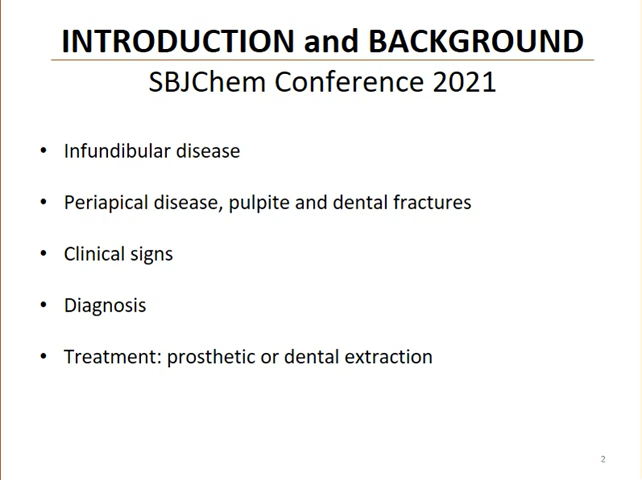 INTRODUCTION and BACKGROUND
SBJChem Conference 2021
• Infundibular disease
• Periapical disease, pulpite and dental fractures
• Clinical signs
• Diagnosis
• Treatment: prosthetic or dental extraction
2